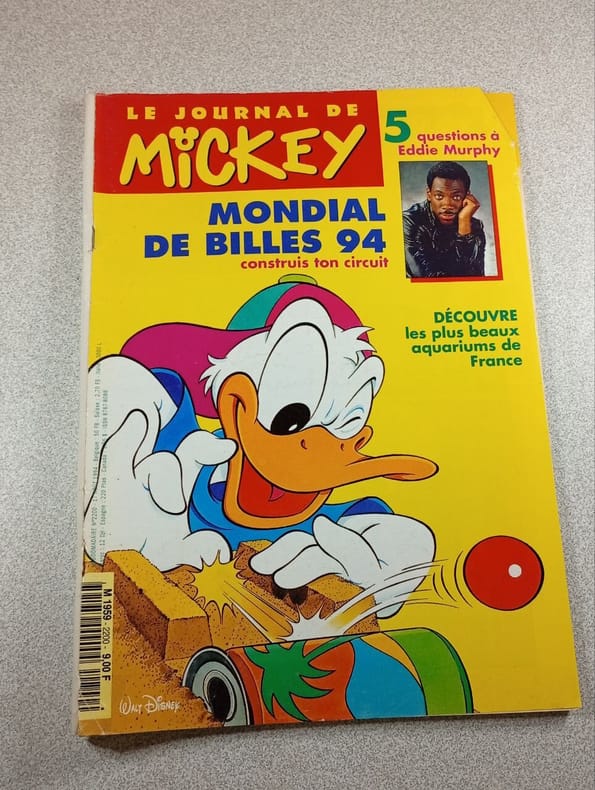 LE JOURNAL DE
MICKEY
5 questions à
Eddie Murphy
MONDIAL
DE BILLES 94
construis ton circuit
DÉCOUVRE
les plus beaux
aquariums de
France
M 1959 - 2200 - 9,00 F
WALT DISNEY